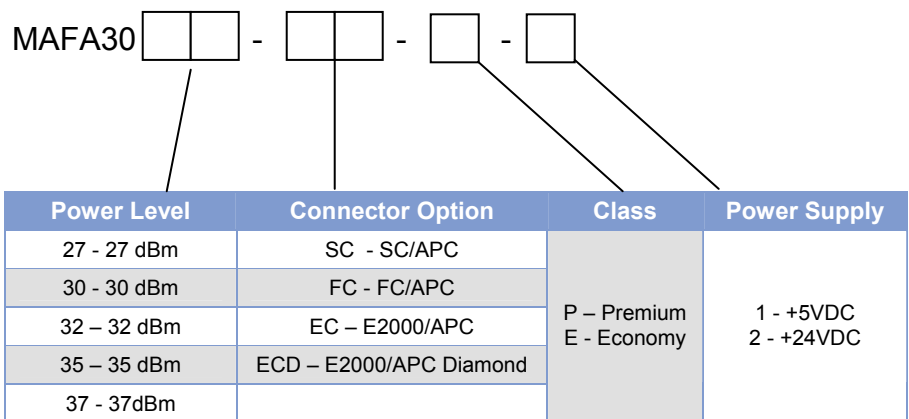 MAFA30 - - -
Power Level Connector Option Class Power Supply
27 - 27 dBm SC - SC/APC
30 - 30 dBm FC - FC/APC
32 – 32 dBm EC – E2000/APC
35 – 35 dBm ECD – E2000/APC Diamond
37 - 37dBm
P – Premium
E - Economy
1 - +5VDC
2 - +24VDC